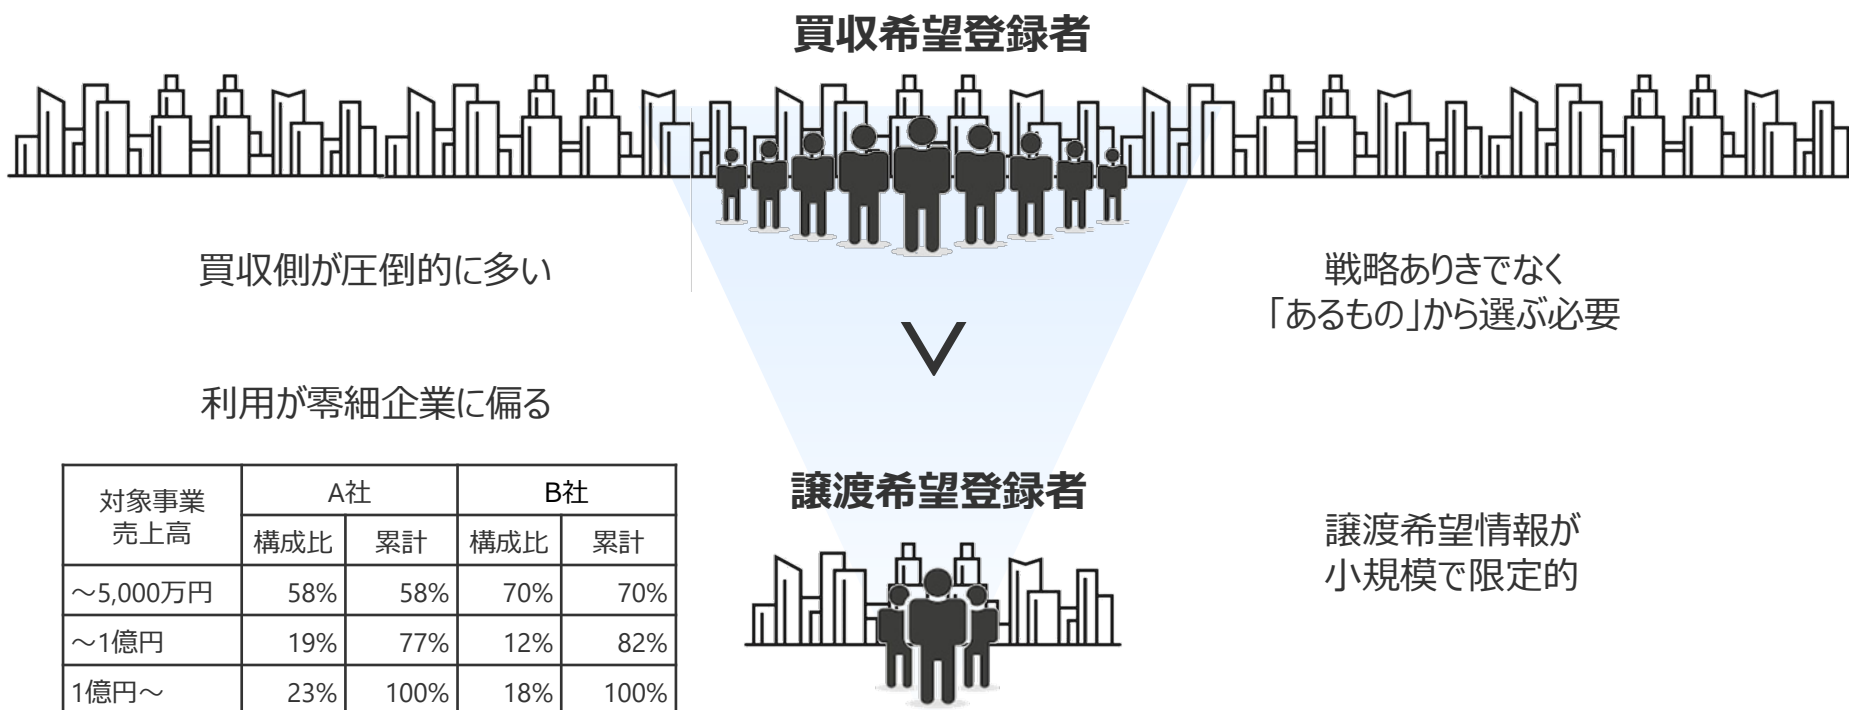 買収希望登録者
買収側が圧倒的に多い
戦略ありきでなく
「あるもの」から選ぶ必要
利用が零細企業に偏る
対象事業
売上高
A社
B社
構成比 累計 構成比 累計
～5,000万円 58% 58% 70% 70%
～1億円 19% 77% 12% 82%
1億円～ 23% 100% 18% 100%
譲渡希望登録者
譲渡希望情報が
小規模で限定的